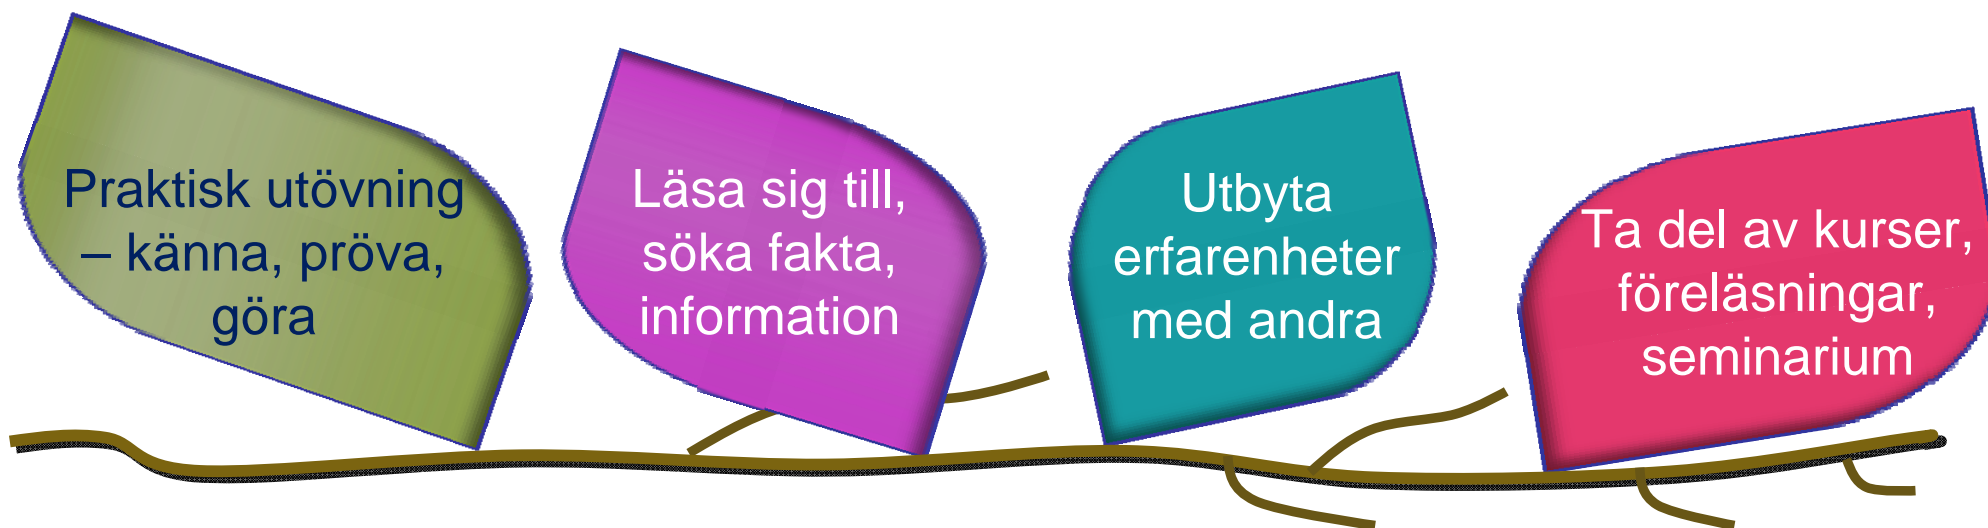 Praktisk utövning
– känna, pröva,
göra
Läsa sig till,
söka fakta,
information
Utbyta
erfarenheter
med andra
Ta del av kurser,
föreläsningar,
seminarium